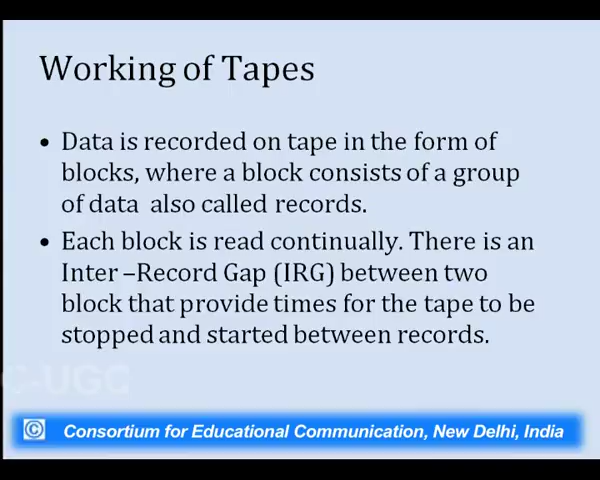 Working of Tapes
• Data is recorded on tape in the form of
blocks, where a block consists of a group
of data also called records.
• Each block is read continually. There is an
Inter –Record Gap (IRG) between two
block that provide times for the tape to be
stopped and started between records.
C-UGC
© Consortium for Educational Communication, New Delhi, India